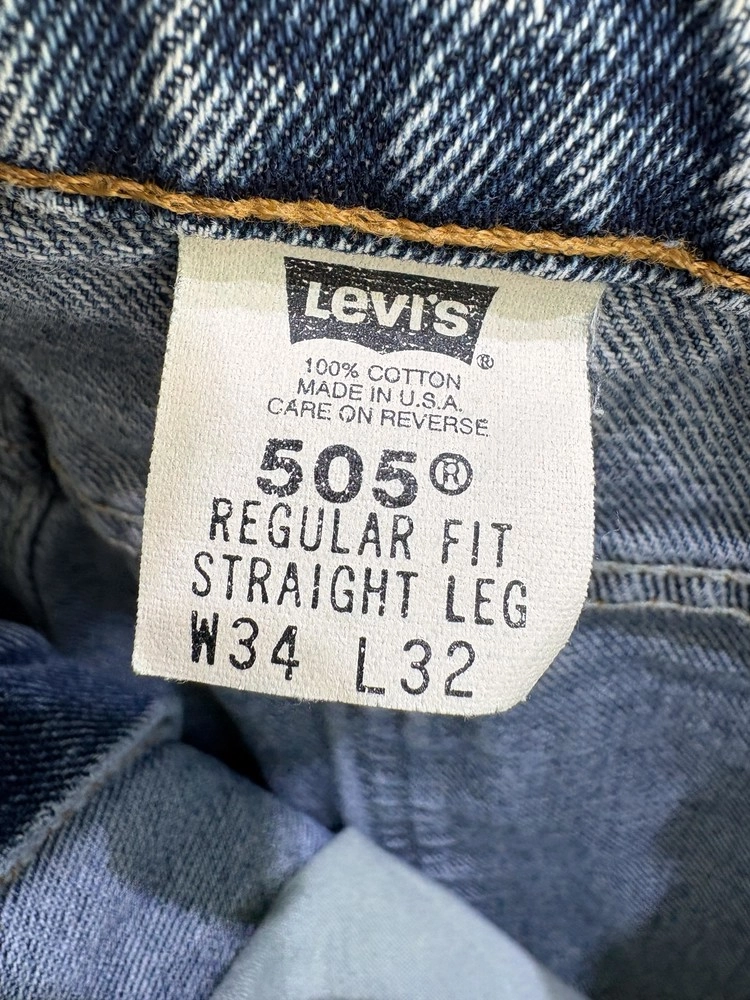 LEVI'S®
100% COTTON
MADE IN U.S.A.
CARE ON REVERSE
505®
REGULAR FIT
STRAIGHT LEG
W34 L32